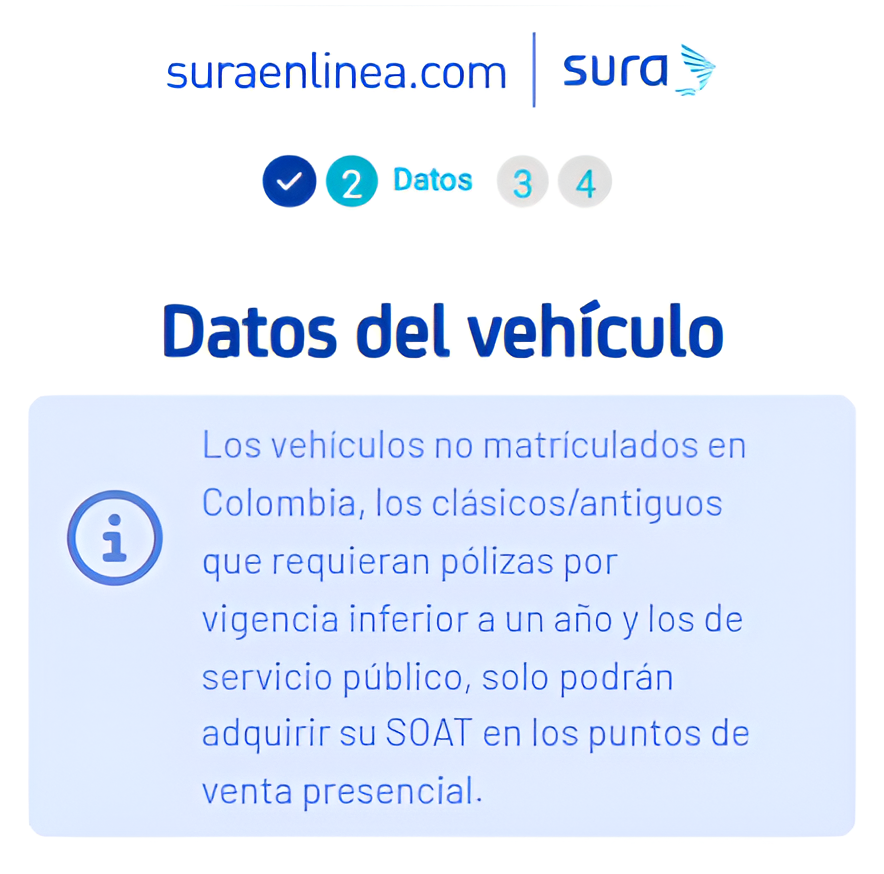 suraenlinea.com | sura
2 Datos 3 4
Datos del vehículo
Los vehículos no matrículados en
Colombia, los clásicos/antiguos
que requieran pólizas por
vigencia inferior a un año y los de
servicio público, solo podrán
adquirir su SOAT en los puntos de
venta presencial.